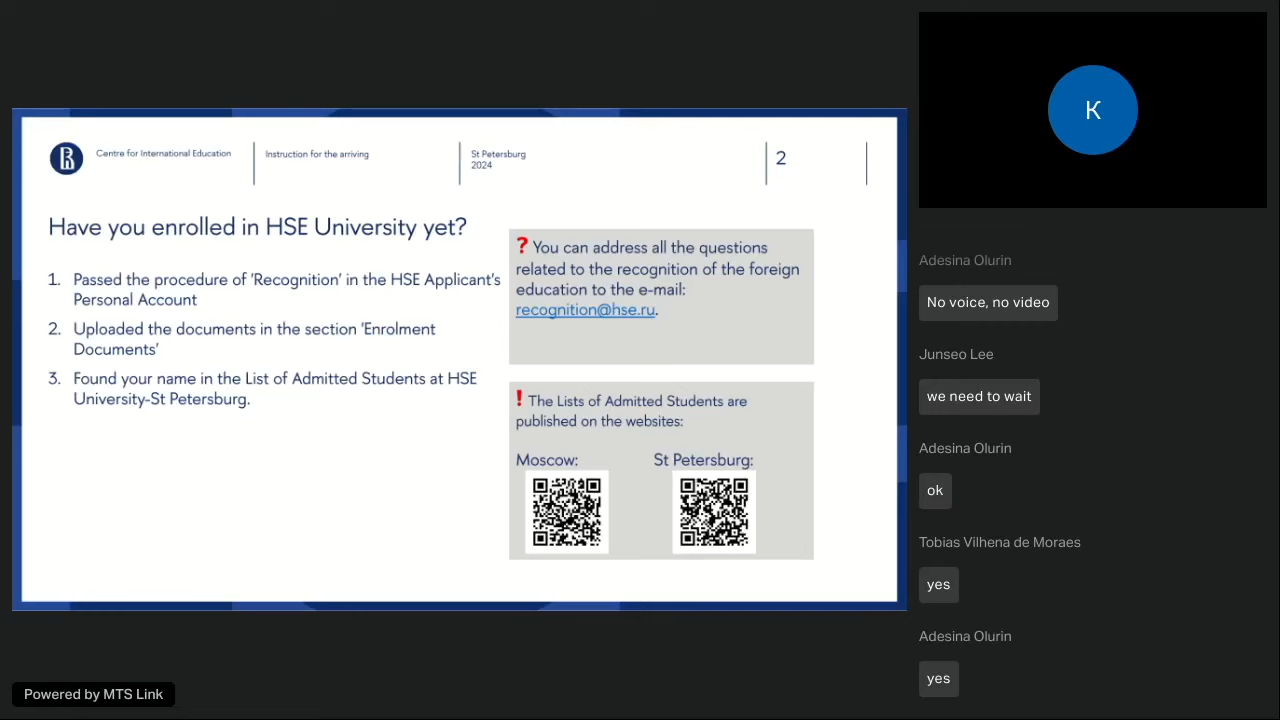 Centre for International Education
Instruction for the arriving
St Petersburg
2024
2
Have you enrolled in HSE University yet?
1. Passed the procedure of 'Recognition' in the HSE Applicant's
Personal Account
2. Uploaded the documents in the section 'Enrolment
Documents'
3. Found your name in the List of Admitted Students at HSE
University-St Petersburg.
? You can address all the questions
related to the recognition of the foreign
education to the e-mail:
recognition@hse.ru.
! The Lists of Admitted Students are
published on the websites:
Moscow:
St Petersburg:
Powered by MTS Link
K
Adesina Olurin
No voice, no video
Junseo Lee
we need to wait
Adesina Olurin
ok
Tobias Vilhena de Moraes
yes
Adesina Olurin
yes